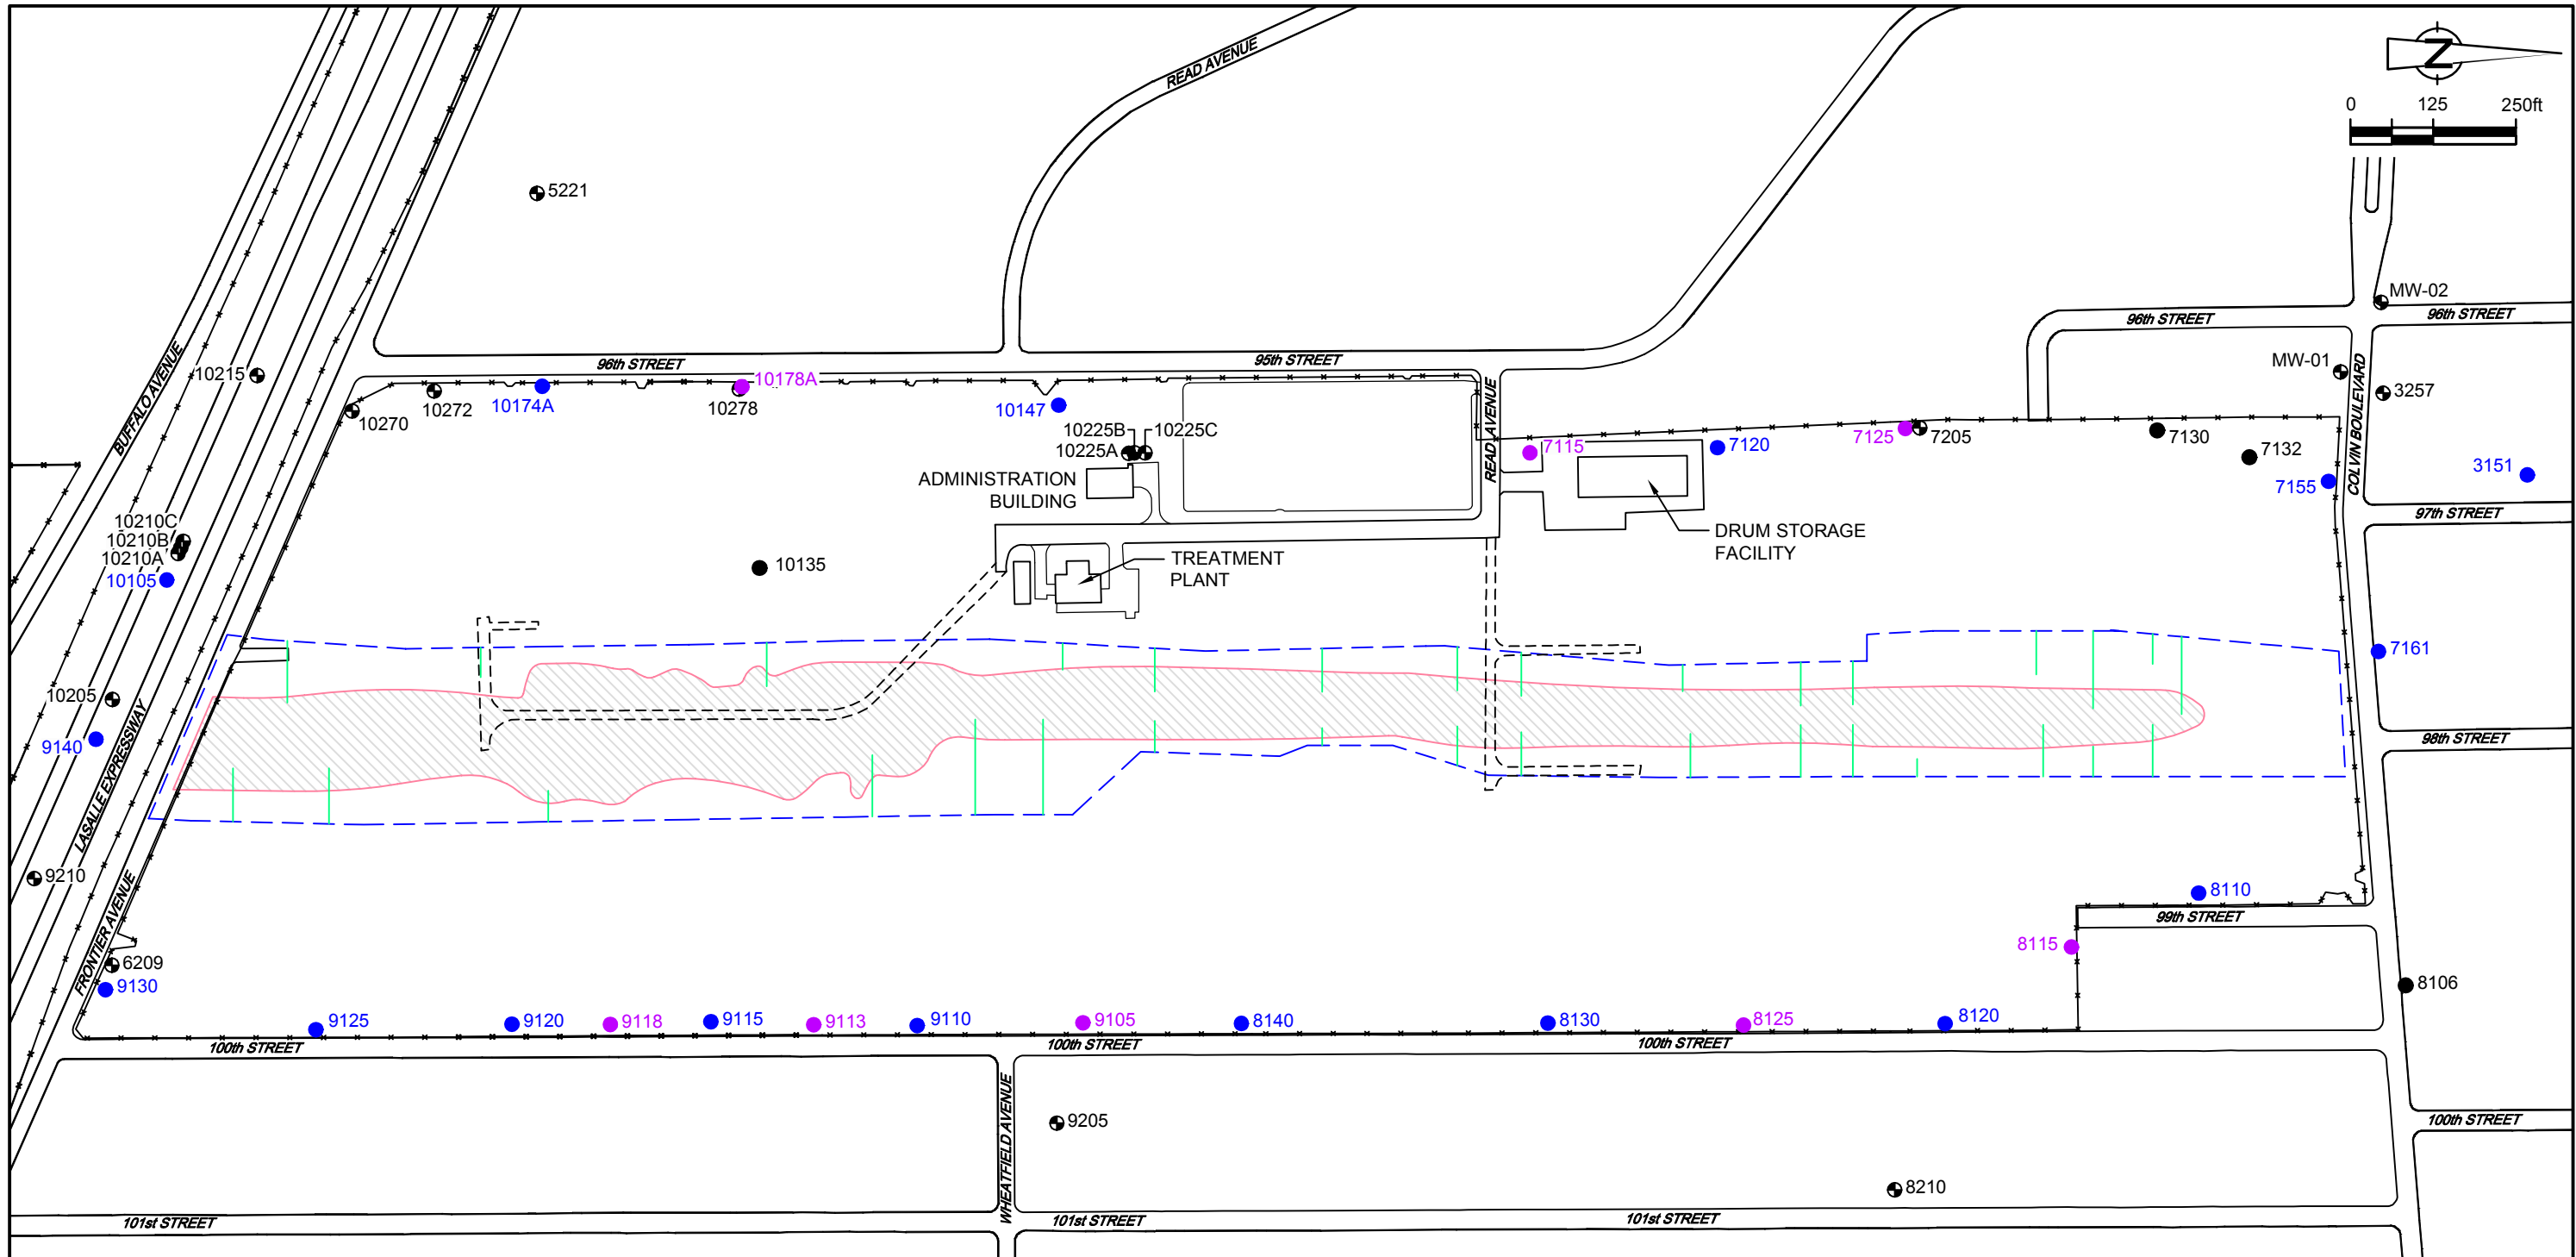 READ AVENUE
N
0 125 250ft
5221
MW-02
96th STREET
96th STREET
96th STREET
95th STREET
BUFFALO AVENUE
10215
10270
10272
10174A
10178A
10278
10147
10225B
10225C
10225A
ADMINISTRATION
BUILDING
READ AVENUE
7115
7120
7125
7205
7130
7132
7155
MW-01
3257
COLVIN BOULEVARD
3151
97th STREET
10210C
10210B
10210A
10105
10135
TREATMENT
PLANT
DRUM STORAGE
FACILITY
7161
10205
9140
LASALLE EXPRESSWAY
98th STREET
9210
FRONTIER AVENUE
8110
99th STREET
8115
6209
9130
8106
9125
9120
9118
9115
9113
9110
9105
8140
8130
8125
8120
100th STREET
100th STREET
100th STREET
WHEATFIELD AVENUE
9205
100th STREET
8210
101st STREET
101st STREET
101st STREET